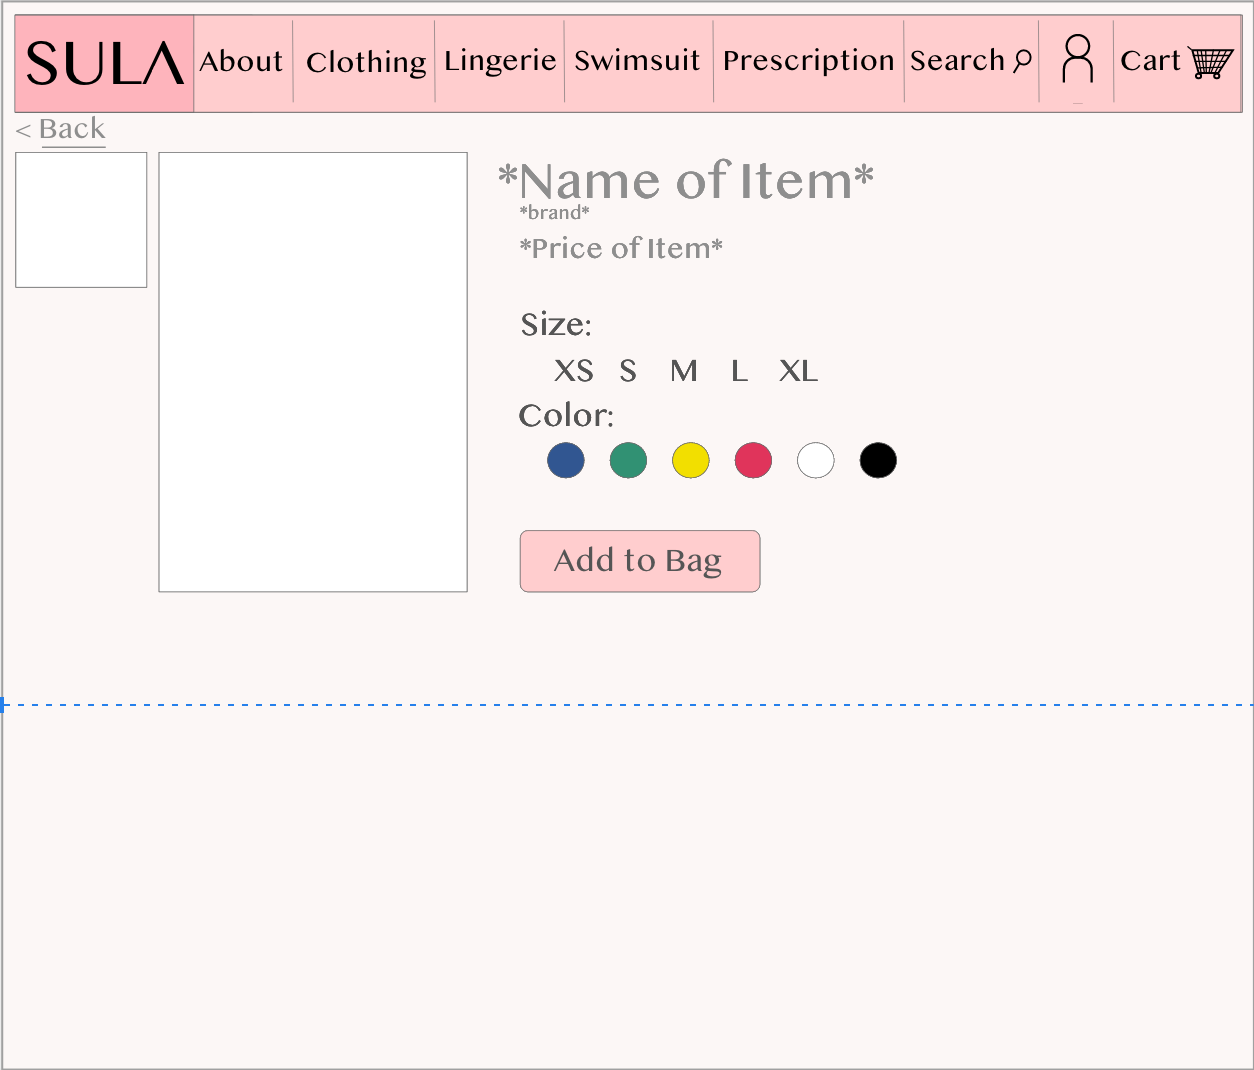 SULA About Clothing Lingerie Swimsuit Prescription Search Cart
< Back
*Name of Item*
*brand*
*Price of Item*
Size:
XS S M L XL
Color:
Add to Bag